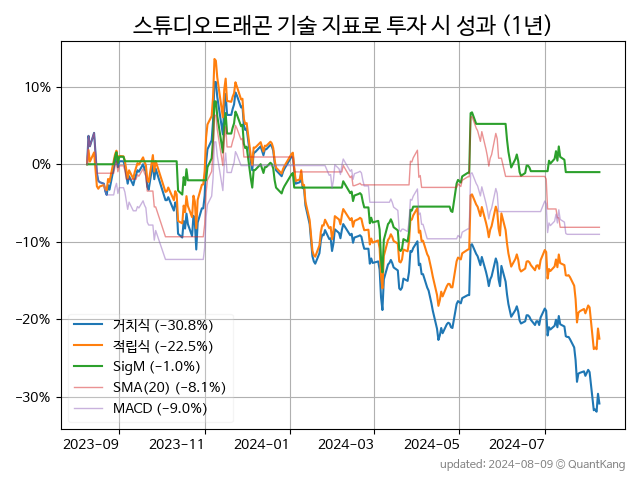 스튜디오드래곤 기술 지표로 투자 시 성과 (1년)
10%
0%
−10%
−20%
−30%
거치식 (−30.8%)
적립식 (−22.5%)
SigM (−1.0%)
SMA(20) (−8.1%)
MACD (−9.0%)
2023−09 2023−11 2024−01 2024−03 2024−05 2024−07
updated: 2024−08−09 © QuantKang